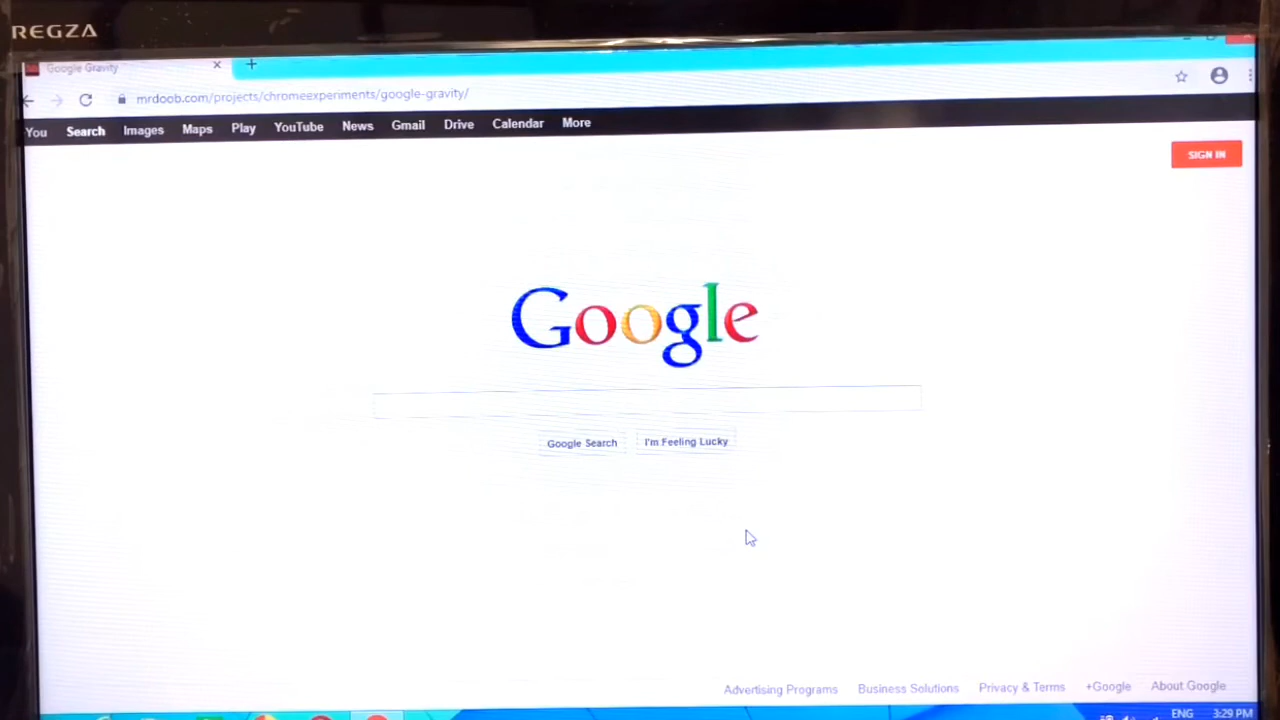 REGZA
Google Gravity
mrdoob.com/projects/chromeexperiments/google-gravity/
You Search Images Maps Play YouTube News Gmail Drive Calendar More
SIGN IN
Google
Google Search I'm Feeling Lucky
Advertising Programs Business Solutions Privacy & Terms +Google About Google
ENG 3:29 PM